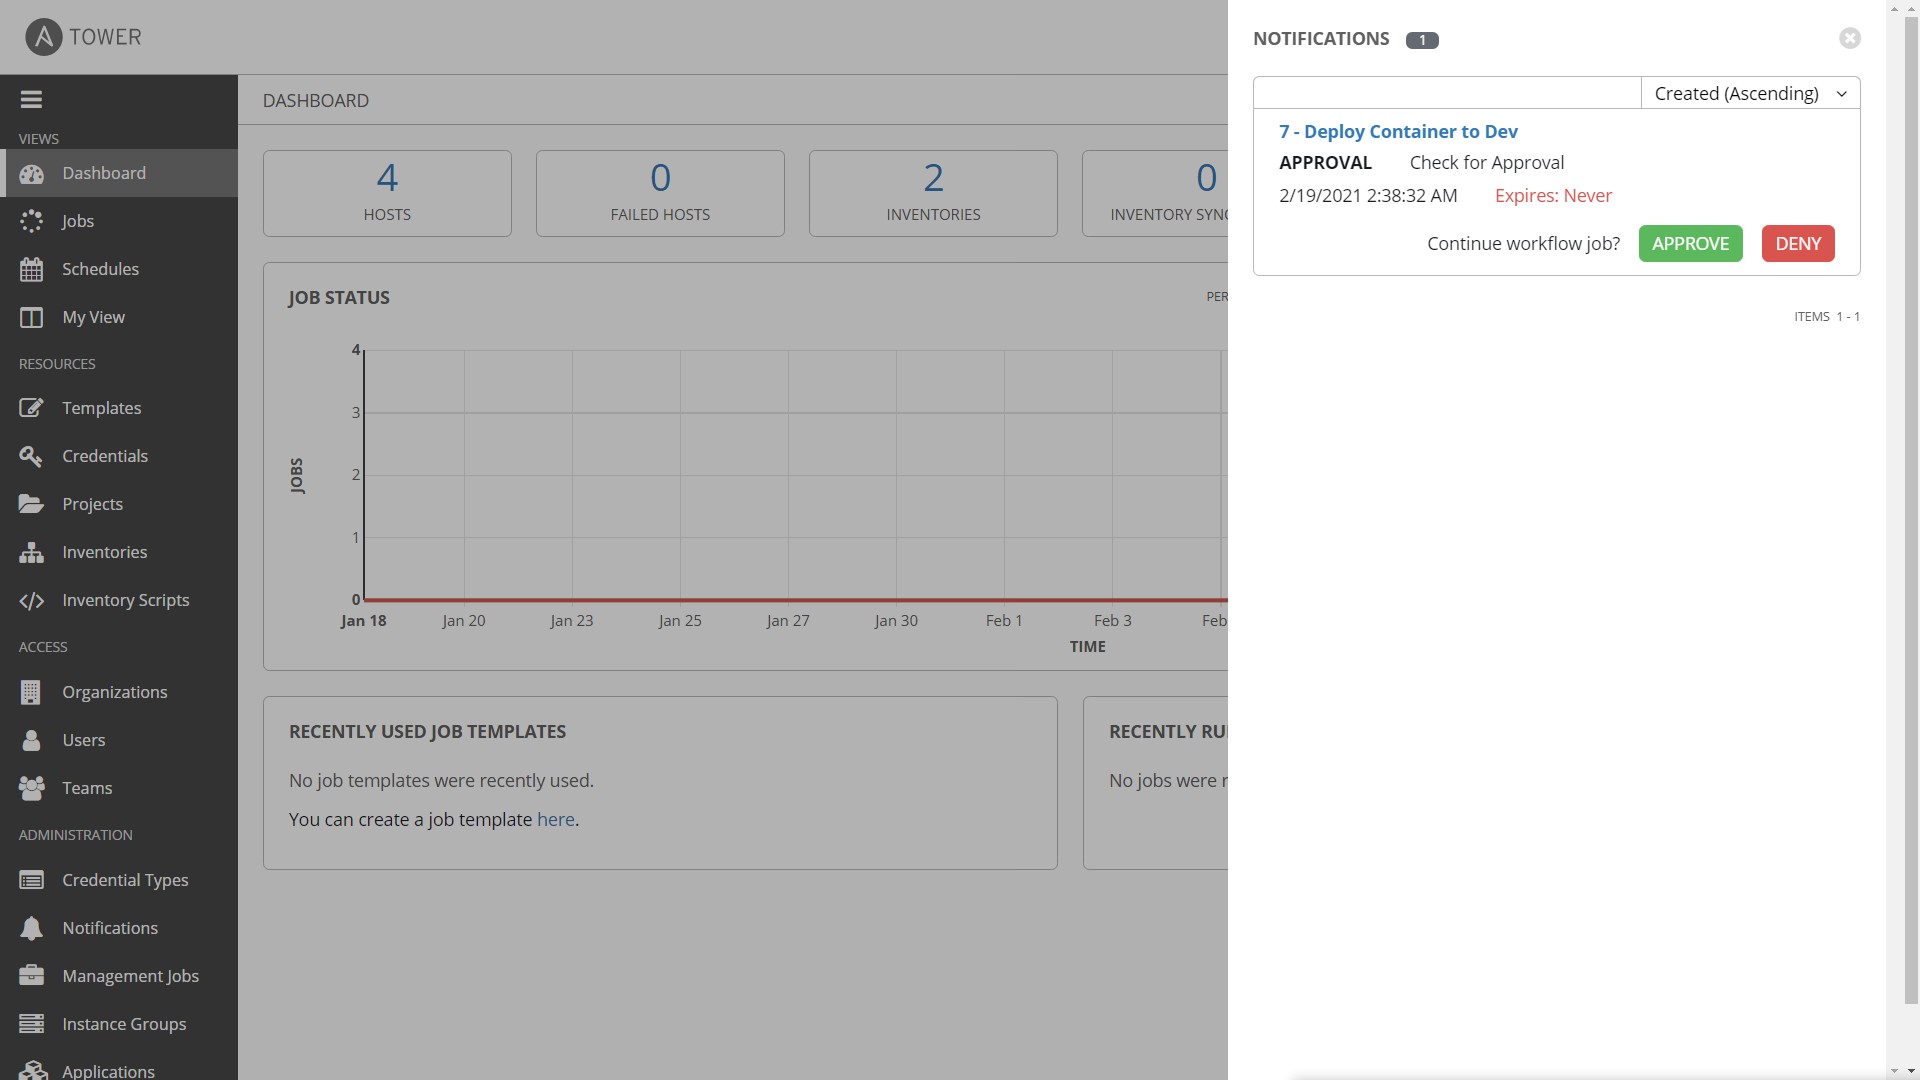 TOWER
NOTIFICATIONS 1
Created (Ascending)
7 - Deploy Container to Dev
APPROVAL Check for Approval
2/19/2021 2:38:32 AM Expires: Never
Continue workflow job? APPROVE DENY
ITEMS 1 - 1
VIEWS
Dashboard
Jobs
Schedules
My View
RESOURCES
Templates
Credentials
Projects
Inventories
Inventory Scripts
ACCESS
Organizations
Users
Teams
ADMINISTRATION
Credential Types
Notifications
Management Jobs
Instance Groups
Applications
DASHBOARD
4
HOSTS
0
FAILED HOSTS
2
INVENTORIES
0
INVENTORY SYNC
JOB STATUS
PER
4
3
2
1
0
JOBS
Jan 18 Jan 20 Jan 23 Jan 25 Jan 27 Jan 30 Feb 1 Feb 3 Feb
TIME
RECENTLY USED JOB TEMPLATES
No job templates were recently used.
You can create a job template here.
RECENTLY RU
No jobs were r